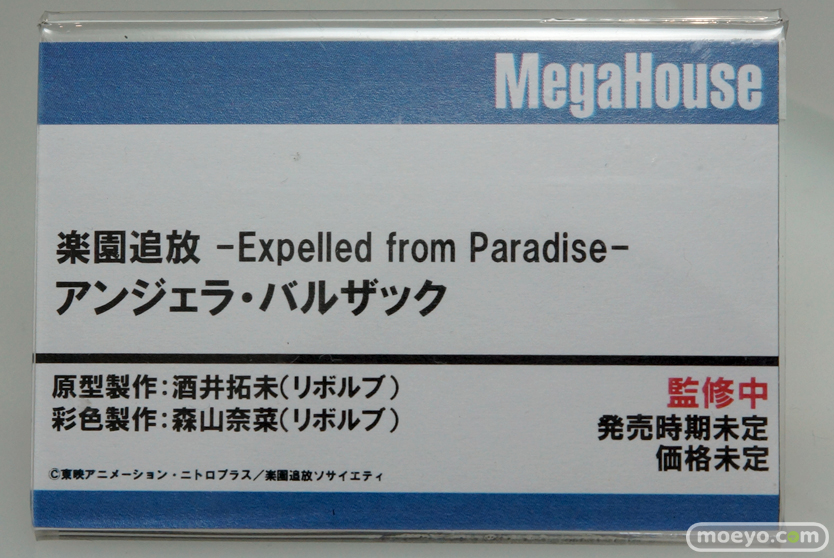 MegaHouse
楽園追放 -Expelled from Paradise-
アンジェラ・バルザック
原型製作:酒井拓未(リボルブ)
彩色製作:森山奈菜(リボルブ)
監修中
発売時期未定
価格未定
©東映アニメーション・ニトロプラス/楽園追放ソサイエティ
moeyo.com